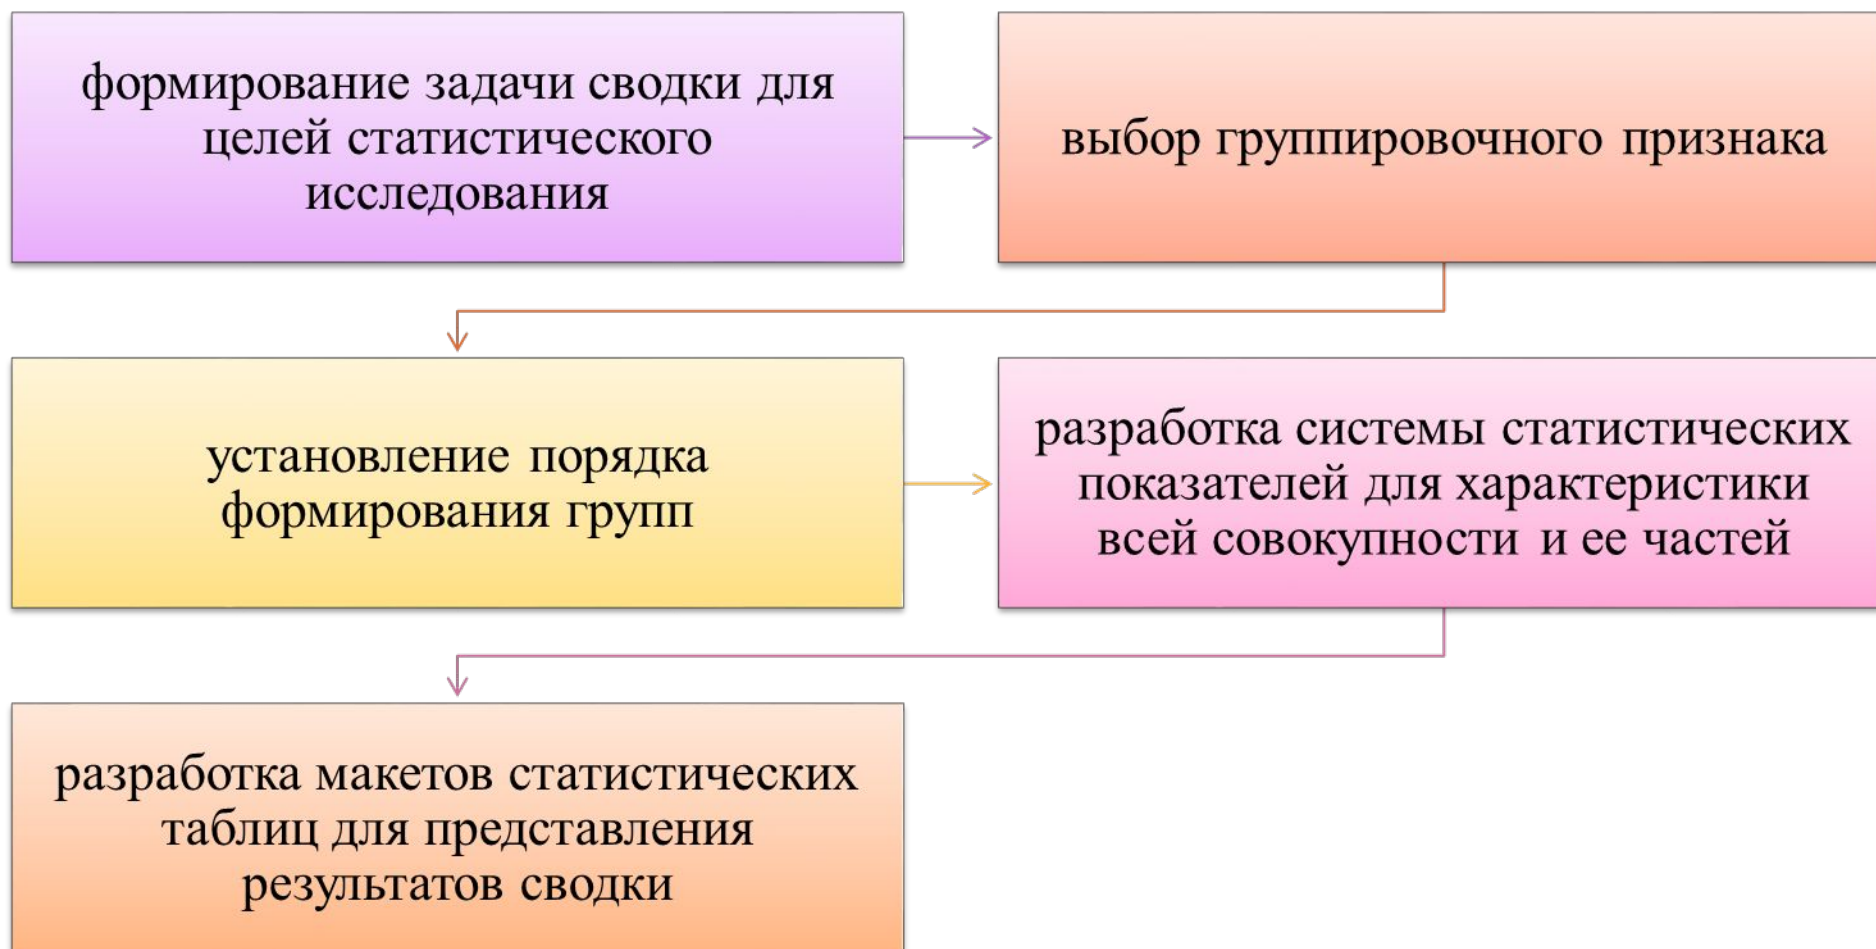 формирование задачи сводки для
целей статистического
исследования
выбор группировочного признака
установление порядка
формирования групп
разработка системы статистических
показателей для характеристики
всей совокупности и ее частей
разработка макетов статистических
таблиц для представления
результатов сводки